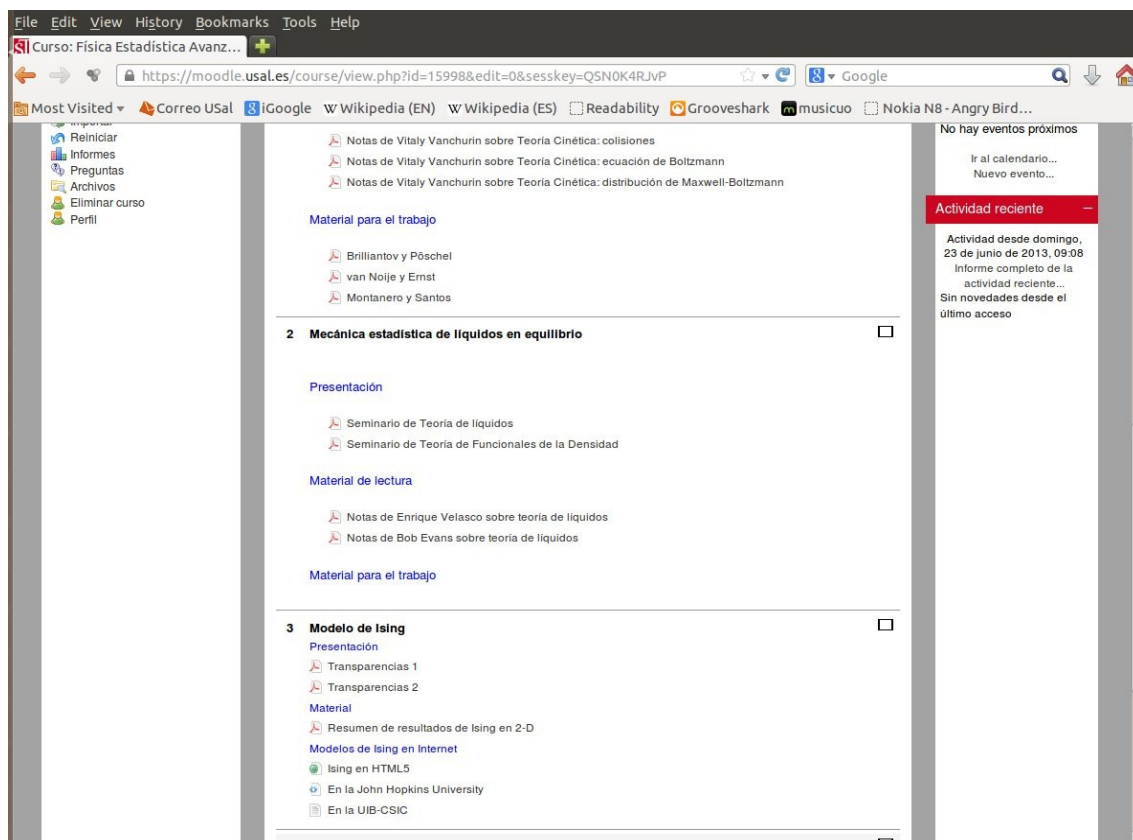 File Edit View History Bookmarks Tools Help
Curso: Física Estadística Avanz...
https://moodle.usal.es/course/view.php?id=15998&edit=0&sesskey=QSN0K4RJvP
Google
Most Visited Correo USal iGoogle Wikipedia (EN) Wikipedia (ES) Readability Grooveshark musicuo Nokia N8 - Angry Bird...
Importar
Reiniciar
Informes
Preguntas
Archivos
Eliminar curso
Perfil
Notas de Vitaly Vanchurin sobre Teoría Cinética: colisiones
Notas de Vitaly Vanchurin sobre Teoría Cinética: ecuación de Boltzmann
Notas de Vitaly Vanchurin sobre Teoría Cinética: distribución de Maxwell-Boltzmann
Material para el trabajo
Brilliantov y Pöschel
van Noije y Ernst
Montanero y Santos
2 Mecánica estadística de líquidos en equilibrio
Presentación
Seminario de Teoría de líquidos
Seminario de Teoría de Funcionales de la Densidad
Material de lectura
Notas de Enrique Velasco sobre teoría de líquidos
Notas de Bob Evans sobre teoría de líquidos
Material para el trabajo
3 Modelo de Ising
Presentación
Transparencias 1
Transparencias 2
Material
Resumen de resultados de Ising en 2-D
Modelos de Ising en Internet
Ising en HTML5
En la John Hopkins University
En la UIB-CSIC
No hay eventos próximos
Ir al calendario...
Nuevo evento...
Actividad reciente
Actividad desde domingo,
23 de junio de 2013, 09:08
Informe completo de la
actividad reciente...
Sin novedades desde el
último acceso